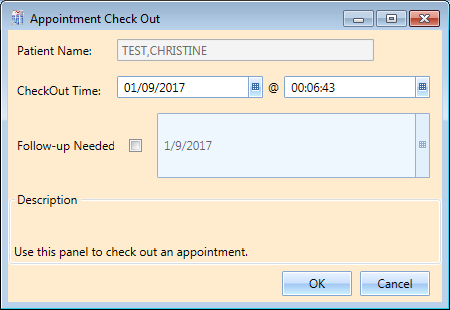 Appointment Check Out
Patient Name: TEST,CHRISTINE
CheckOut Time: 01/09/2017 @ 00:06:43
Follow-up Needed 1/9/2017
Description
Use this panel to check out an appointment.
OK Cancel